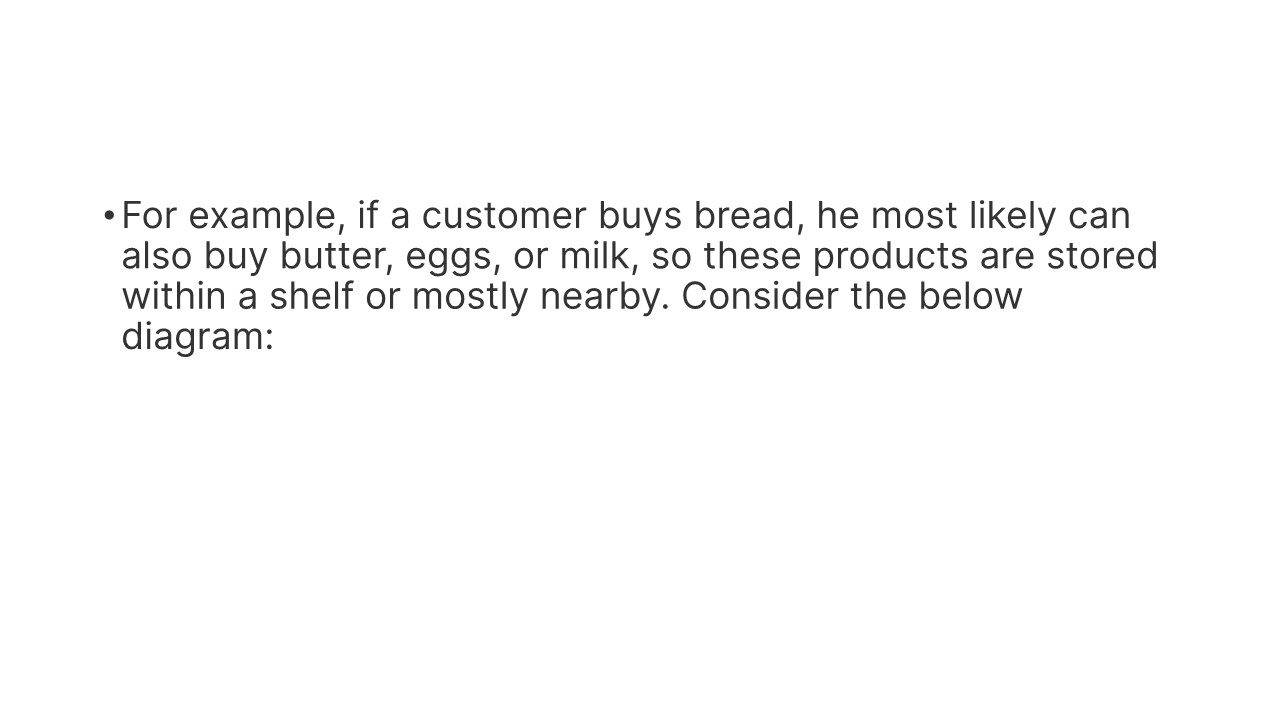 •For example, if a customer buys bread, he most likely can
also buy butter, eggs, or milk, so these products are stored
within a shelf or mostly nearby. Consider the below
diagram: